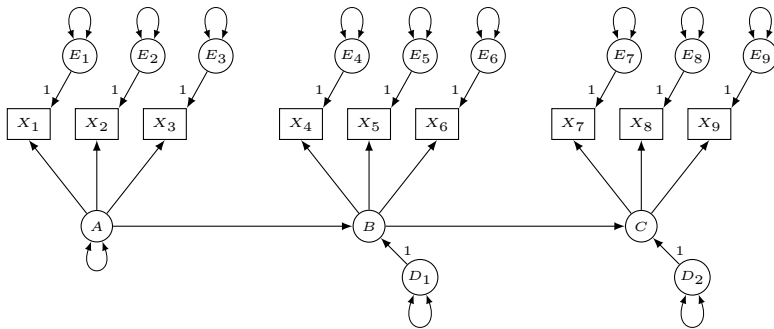 E1 E2 E3 E4 E5 E6 E7 E8 E9
1 1 1 1 1 1 1 1 1
X1 X2 X3 X4 X5 X6 X7 X8 X9
A B C
1 1
D1 D2